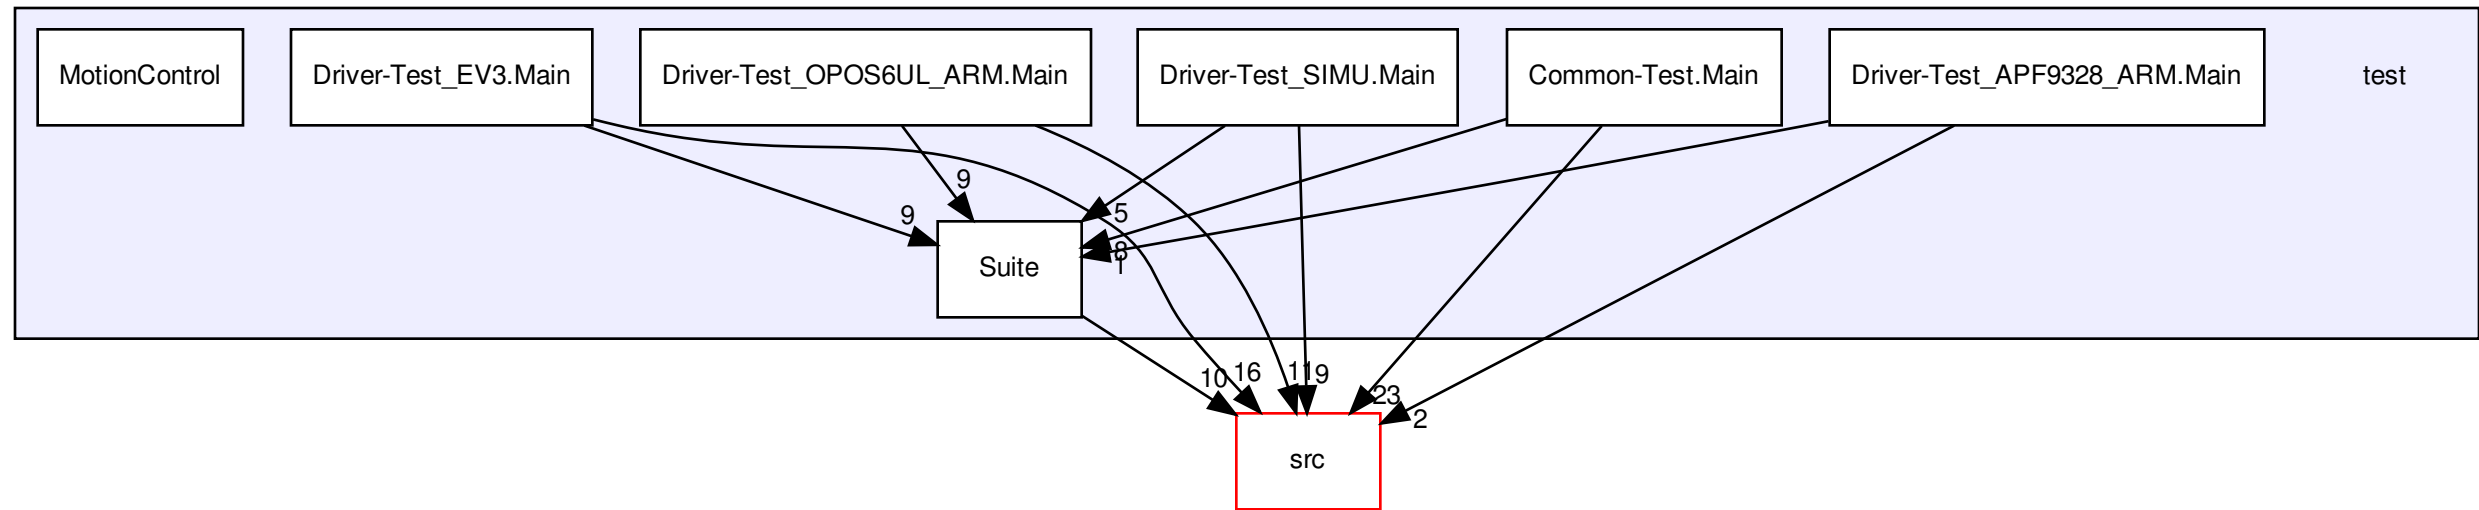 MotionControl
Driver-Test_EV3.Main
Driver-Test_OPOS6UL_ARM.Main
Driver-Test_SIMU.Main
Common-Test.Main
Driver-Test_APF9328_ARM.Main
test
9
9
5
8
1
Suite
10
16
11
9
23
2
src